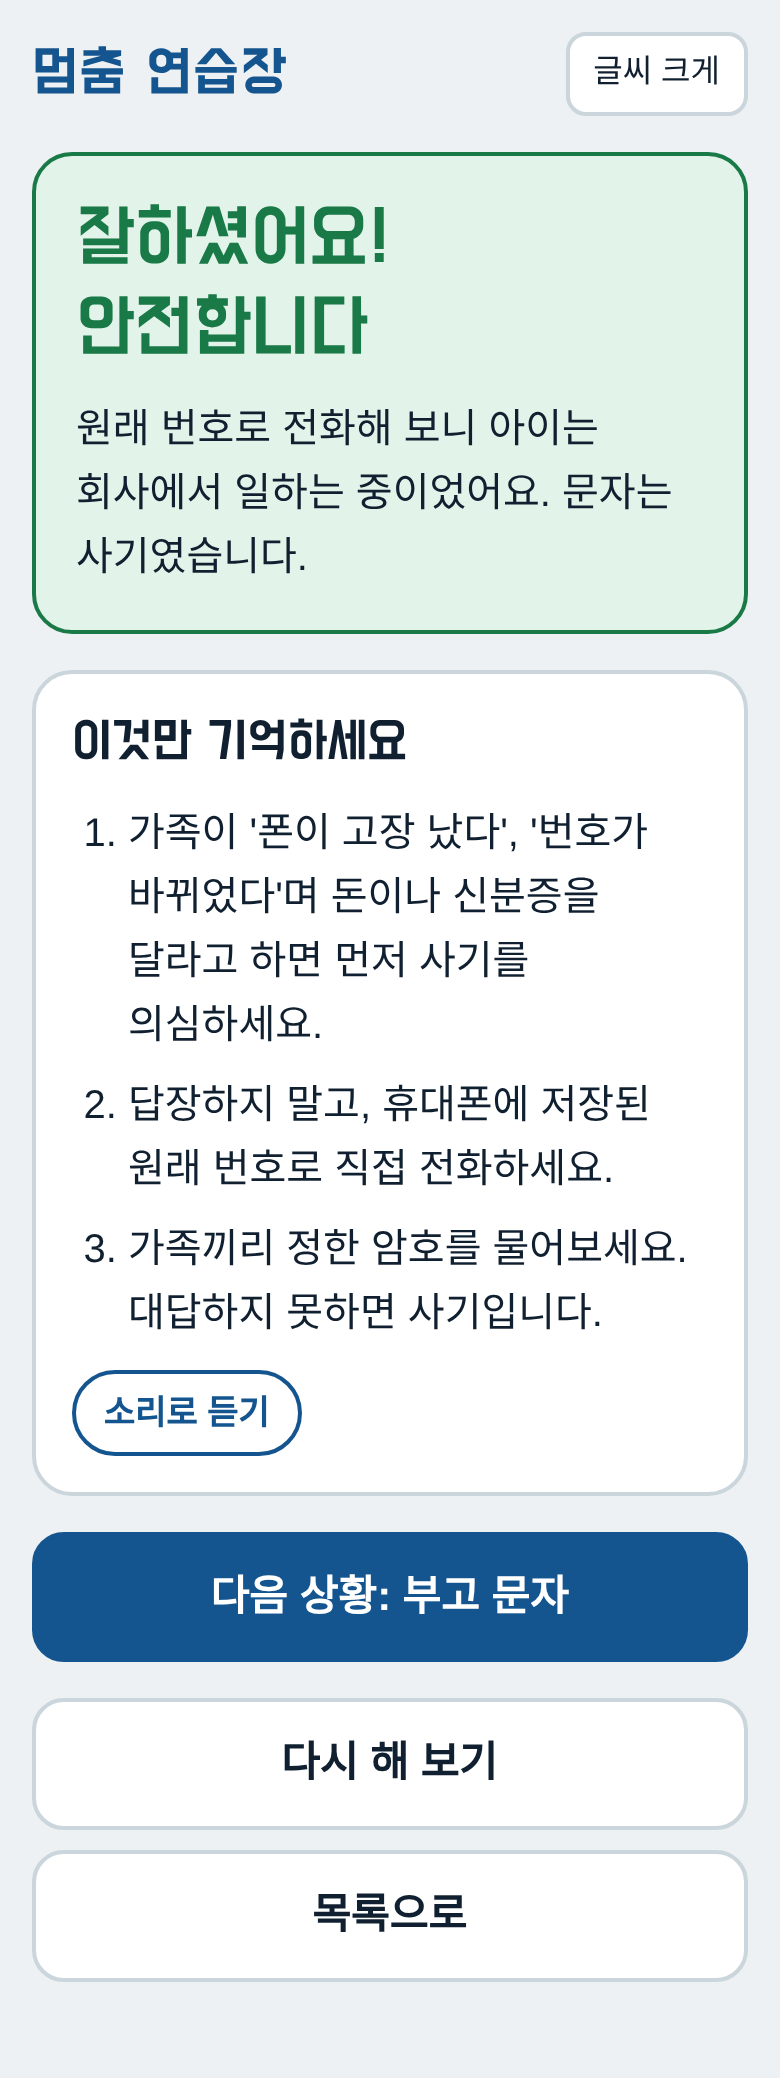 멈춤 연습장
글씨 크게
잘하셨어요!
안전합니다
원래 번호로 전화해 보니 아이는
회사에서 일하는 중이었어요. 문자는
사기였습니다.
이것만 기억하세요
1. 가족이 '폰이 고장 났다', '번호가
바뀌었다'며 돈이나 신분증을
달라고 하면 먼저 사기를
의심하세요.
2. 답장하지 말고, 휴대폰에 저장된
원래 번호로 직접 전화하세요.
3. 가족끼리 정한 암호를 물어보세요.
대답하지 못하면 사기입니다.
소리로 듣기
다음 상황: 부고 문자
다시 해 보기
목록으로